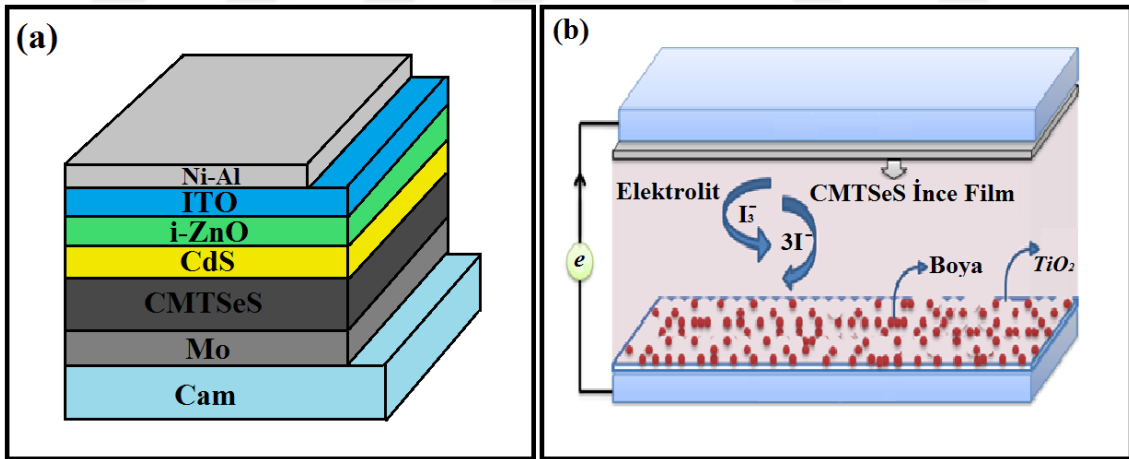 (a)
Ni-Al
ITO
i-ZnO
CdS
CMTSeS
Mo
Cam
(b)
Elektrolit
CMTSeS İnce Film
I₃⁻
3I⁻
e
Boya
TiO₂